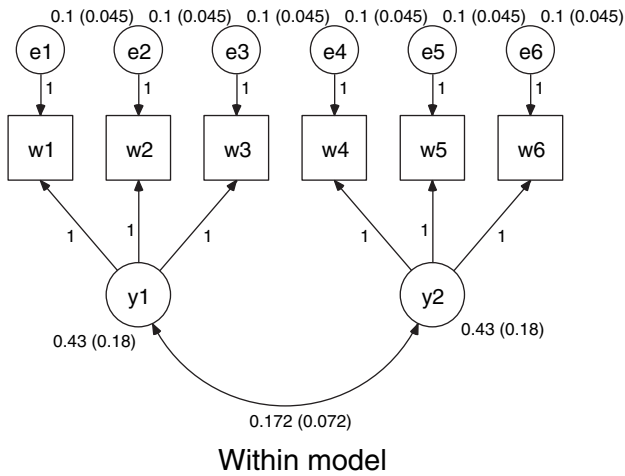 0.1 (0.045) 0.1 (0.045) 0.1 (0.045) 0.1 (0.045) 0.1 (0.045) 0.1 (0.045)
e1 e2 e3 e4 e5 e6
1 1 1 1 1 1
w1 w2 w3 w4 w5 w6
1 1 1 1 1 1
y1 y2
0.43 (0.18) 0.43 (0.18)
0.172 (0.072)
Within model